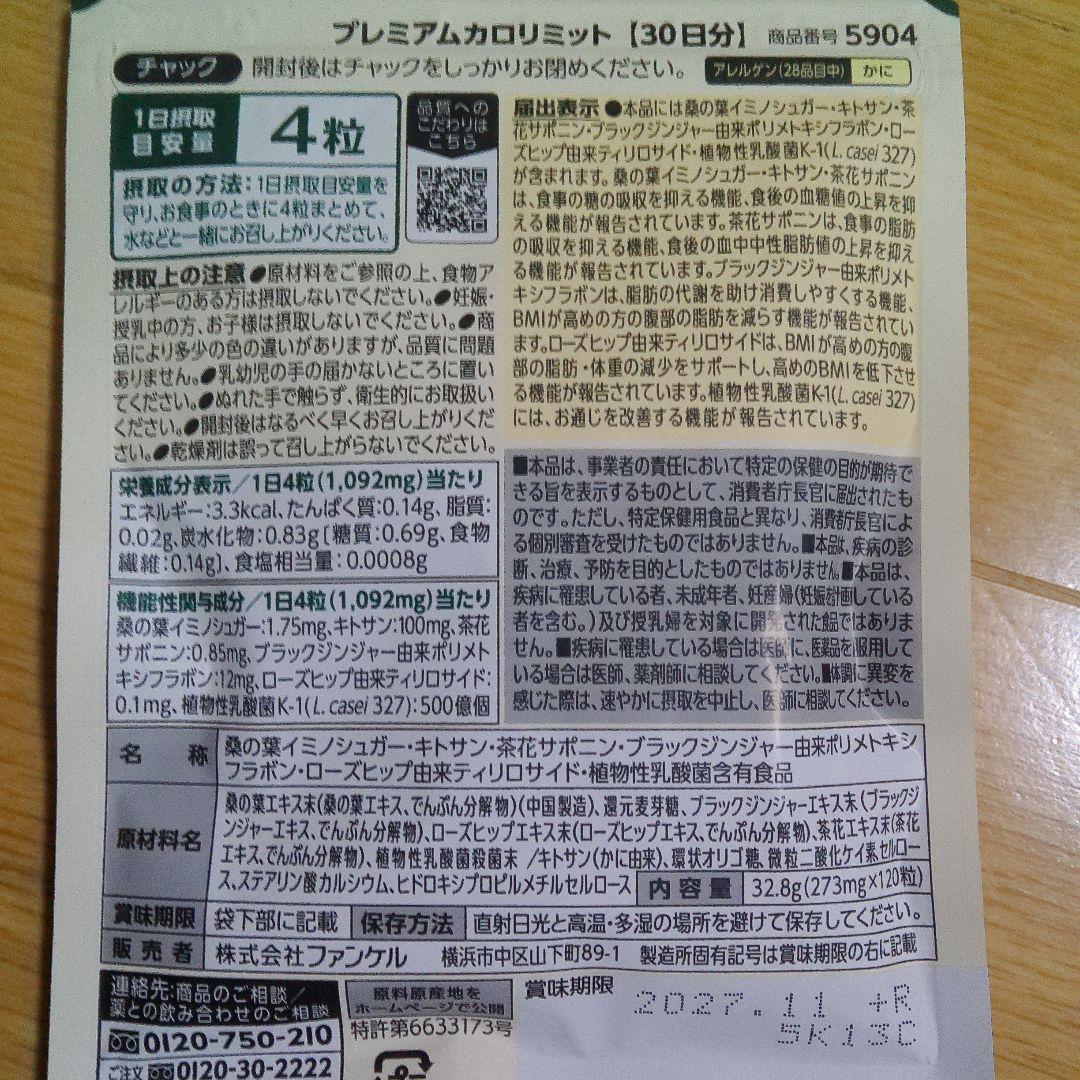 プレミアムカロリミット【30日分】 商品番号5904
チャック 開封後はチャックをしっかりお閉めください。 アレルゲン(28品目中) かに
1日摂取
目安量
4粒
摂取の方法：1日摂取目安量を
守り、お食事のときに4粒まとめて、
水などと一緒にお召し上がりください。
品質への
こだわりは
こちら
摂取上の注意●原材料をご参照の上、食物ア
レルギーのある方は摂取しないでください。●妊娠・
授乳中の方、お子様は摂取しないでください。●商
品により多少の色の違いがありますが、品質に問題
ありません。●乳幼児の手の届かないところに置い
てください。●ぬれた手で触らず、衛生的にお取扱い
ください。●開封後はなるべく早くお召し上がりくだ
さい。●乾燥剤は誤って召し上がらないでください。
栄養成分表示／1日4粒(1,092mg)当たり
エネルギー:3.3kcal、たんぱく質:0.14g、脂質:
0.02g、炭水化物：0.83g[糖質：0.69g、食物
繊維：0.14g]、食塩相当量：0.0008g
機能性関与成分／1日4粒(1,092mg)当たり
桑の葉イミノシュガー:1.75mg、キトサン:100mg、茶花
サポニン:0.85mg、ブラックジンジャー由来ポリメト
キシフラボン:12mg、ローズヒップ由来ティリロサイド:
0.1mg、植物性乳酸菌K-1(L. casei 327):500億個
届出表示 ●本品には桑の葉イミノシュガー・キトサン・茶
花サポニン・ブラックジンジャー由来ポリメトキシフラボン・ロー
ズヒップ由来ティリロサイド・植物性乳酸菌K-1(L. casei 327)
が含まれます。桑の葉イミノシュガー・キトサン・茶花サポニン
は、食事の糖の吸収を抑える機能、食後の血糖値の上昇を抑
える機能が報告されています。茶花サポニンは、食事の脂肪
の吸収を抑える機能、食後の血中中性脂肪値の上昇を抑え
る機能が報告されています。ブラックジンジャー由来ポリメト
キシフラボンは、脂肪の代謝を助け消費しやすくする機能、
BMIが高めの方の腹部の脂肪を減らす機能が報告されてい
ます。ローズヒップ由来ティリロサイドは、BMIが高めの方の腹
部の脂肪・体重の減少をサポートし、高めのBMIを低下させ
る機能が報告されています。植物性乳酸菌K-1(L. casei 327)
には、お通じを改善する機能が報告されています。
■本品は、事業者の責任において特定の保健の目的が期待で
きる旨を表示するものとして、消費者庁長官に届出されたも
のです。ただし、特定保健用食品と異なり、消費者庁長官によ
る個別審査を受けたものではありません。■本品は、疾病の診
断、治療、予防を目的としたものではありません。■本品は、
疾病に罹患している者、未成年者、妊産婦(妊娠を計画している
者を含む。)及び授乳婦を対象に開発された食品ではありま
せん。■疾病に罹患している場合は医師に、医薬品を服用して
いる場合は医師、薬剤師に相談してください。■体調に異変を
感じた際は、速やかに摂取を中止し、医師に相談してください。
名 称 桑の葉イミノシュガー・キトサン・茶花サポニン・ブラックジンジャー由来ポリメトキシ
フラボン・ローズヒップ由来ティリロサイド・植物性乳酸菌含有食品
原材料名 桑の葉エキス末(桑の葉エキス、でんぷん分解物)(中国製造)、還元麦芽糖、ブラックジンジャーエキス末(ブラックジ
ンジャーエキス、でんぷん分解物)、ローズヒップエキス末(ローズヒップエキス、でんぷん分解物)、茶花エキス末(茶花
エキス、でんぷん分解物)、植物性乳酸菌殺菌末／キトサン(かに由来)、環状オリゴ糖、微粒二酸化ケイ素、セルロー
ス、ステアリン酸カルシウム、ヒドロキシプロピルメチルセルロース 内容量 32.8g(273mg×120粒)
賞味期限 袋下部に記載 保存方法 直射日光と高温・多湿の場所を避けて保存してください。
販売者 株式会社ファンケル 横浜市中区山下町89-1 製造所固有記号は賞味期限の右に記載
連絡先：商品のご相談／
薬との飲み合わせのご相談
0120-750-210
ご注文 0120-30-2222
原料原産地を
ホームページで公開
特許第6633173号
賞味期限
2027.11 +R
5K13C